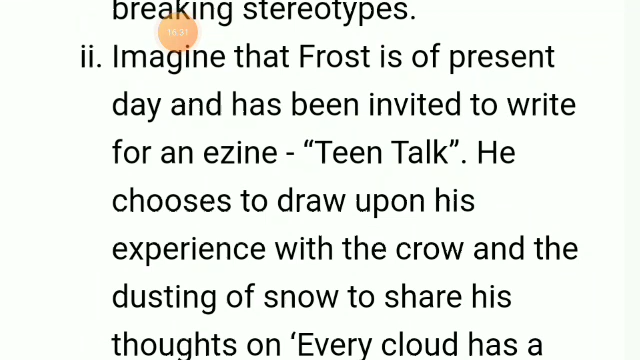 breaking stereotypes.
16:31
ii. Imagine that Frost is of present
day and has been invited to write
for an ezine - “Teen Talk”. He
chooses to draw upon his
experience with the crow and the
dusting of snow to share his
thoughts on ‘Every cloud has a